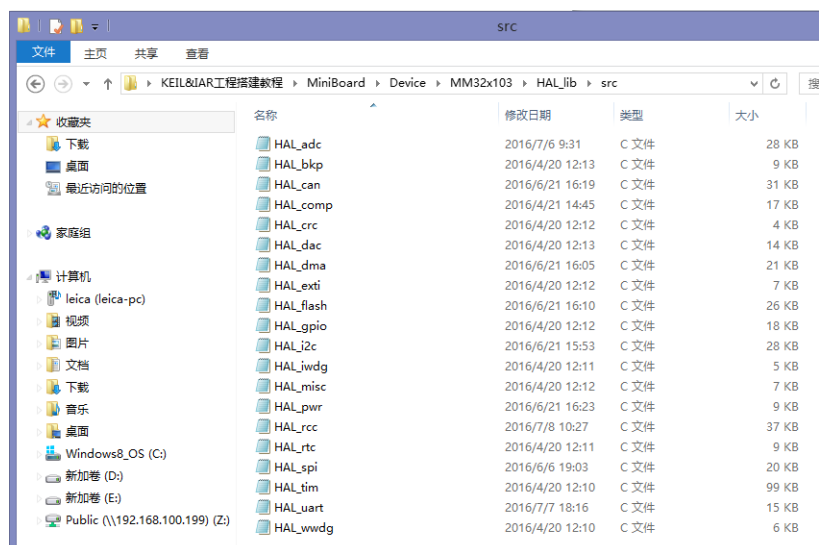 src
文件 主页 共享 查看
KEIL&IAR工程搭建教程 MiniBoard Device MM32x103 HAL_lib src
名称 修改日期 类型 大小
收藏夹
下载
桌面
最近访问的位置
家庭组
计算机
leica (leica-pc)
视频
图片
文档
下载
音乐
桌面
Windows8_OS (C:)
新加卷 (D:)
新加卷 (E:)
Public (\\192.168.100.199) (Z:)
HAL_adc 2016/7/6 9:31 C 文件 28 KB
HAL_bkp 2016/4/20 12:13 C 文件 9 KB
HAL_can 2016/6/21 16:19 C 文件 31 KB
HAL_comp 2016/4/21 14:45 C 文件 17 KB
HAL_crc 2016/4/20 12:12 C 文件 4 KB
HAL_dac 2016/4/20 12:13 C 文件 14 KB
HAL_dma 2016/6/21 16:05 C 文件 21 KB
HAL_exti 2016/4/20 12:12 C 文件 7 KB
HAL_flash 2016/6/21 16:10 C 文件 26 KB
HAL_gpio 2016/4/20 12:12 C 文件 18 KB
HAL_i2c 2016/6/21 15:53 C 文件 28 KB
HAL_iwdg 2016/4/20 12:11 C 文件 5 KB
HAL_misc 2016/4/20 12:12 C 文件 7 KB
HAL_pwr 2016/6/21 16:23 C 文件 9 KB
HAL_rcc 2016/7/8 10:27 C 文件 37 KB
HAL_rtc 2016/4/20 12:11 C 文件 9 KB
HAL_spi 2016/6/6 19:03 C 文件 20 KB
HAL_tim 2016/4/20 12:10 C 文件 99 KB
HAL_uart 2016/7/7 18:16 C 文件 15 KB
HAL_wwdg 2016/4/20 12:10 C 文件 6 KB